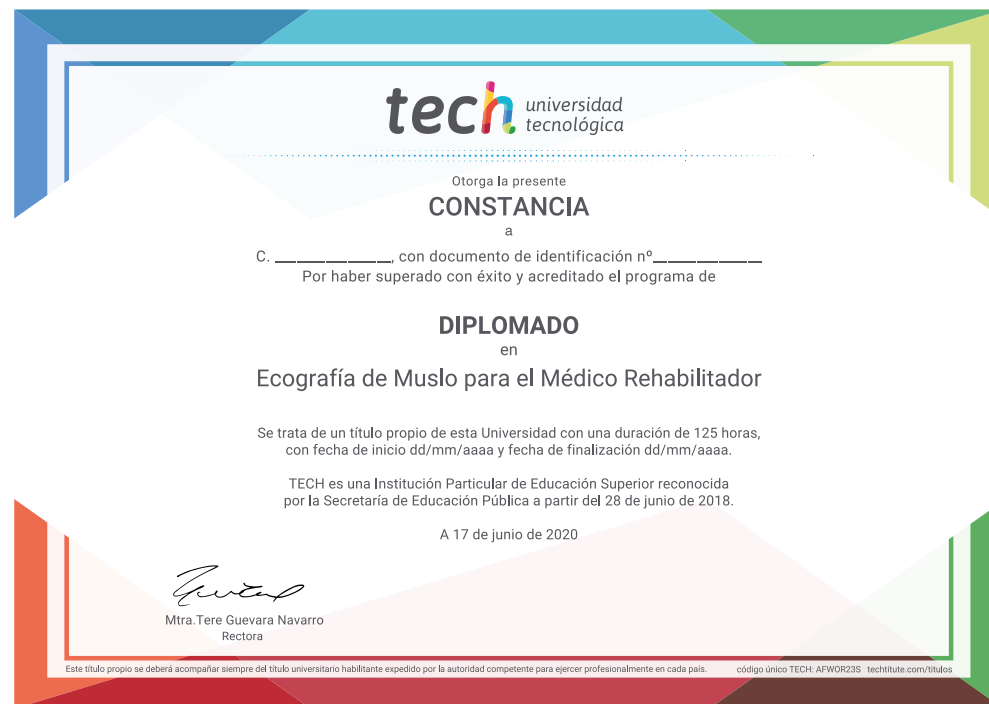 tech universidad
tecnológica
Otorga la presente
CONSTANCIA
a
C. ________________, con documento de identificación nº_______________
Por haber superado con éxito y acreditado el programa de
DIPLOMADO
en
Ecografía de Muslo para el Médico Rehabilitador
Se trata de un título propio de esta Universidad con una duración de 125 horas,
con fecha de inicio dd/mm/aaaa y fecha de finalización dd/mm/aaaa.
TECH es una Institución Particular de Educación Superior reconocida
por la Secretaría de Educación Pública a partir del 28 de junio de 2018.
A 17 de junio de 2020
Mtra.Tere Guevara Navarro
Rectora
Este título propio se deberá acompañar siempre del título universitario habilitante expedido por la autoridad competente para ejercer profesionalmente en cada país. código único TECH: AFWOR23S techtitute.com/titulos